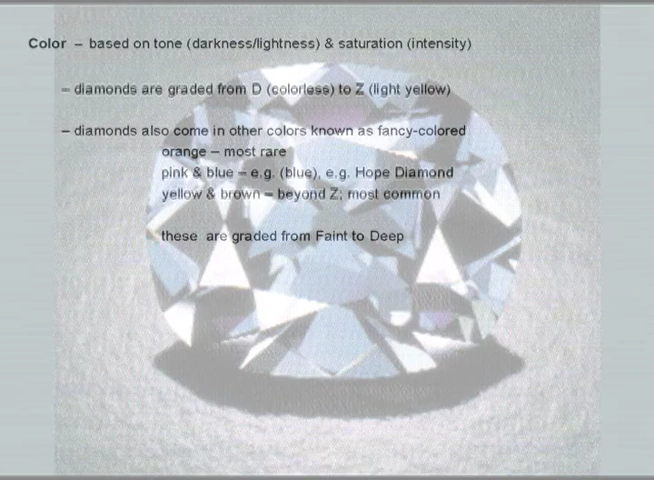 Color – based on tone (darkness/lightness) & saturation (intensity)
– diamonds are graded from D (colorless) to Z (light yellow)
– diamonds also come in other colors known as fancy-colored
orange – most rare
pink & blue – e.g. (blue), e.g. Hope Diamond
yellow & brown – beyond Z; most common
these are graded from Faint to Deep